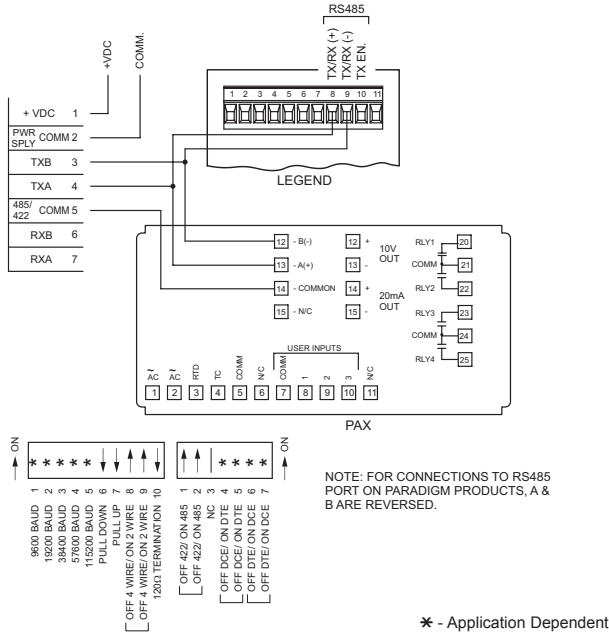 RS485
TX/RX (+)
TX/RX (-)
TX EN.
+VDC
COMM.
1 2 3 4 5 6 7 8 9 10 11
LEGEND
+ VDC 1
PWR SPLY COMM 2
TXB 3
TXA 4
485/ 422 COMM 5
RXB 6
RXA 7
12 - B(-)
13 - A(+)
14 - COMMON
15 - N/C
12 +
13 -
10V OUT
14 +
15 -
20mA OUT
RLY1 20
COMM 21
RLY2 22
RLY3 23
COMM 24
RLY4 25
USER INPUTS
~ AC
~ AC
RTD
TC
COMM
N/C
COMM
1
2
3
N/C
1 2 3 4 5 6 7 8 9 10 11
PAX
ON
* * * * *
9600 BAUD 1
19200 BAUD 2
38400 BAUD 3
57600 BAUD 4
115200 BAUD 5
PULL DOWN 6
PULL UP 7
OFF 4 WIRE/ ON 2 WIRE 8
OFF 4 WIRE/ ON 2 WIRE 9
120Ω TERMINATION 10
* * * *
OFF 422/ ON 485 1
OFF 422/ ON 485 2
NC 3
OFF DCE/ ON DTE 4
OFF DCE/ ON DTE 5
OFF DTE/ ON DCE 6
OFF DTE/ ON DCE 7
ON
NOTE: FOR CONNECTIONS TO RS485
PORT ON PARADIGM PRODUCTS, A &
B ARE REVERSED.
* - Application Dependent